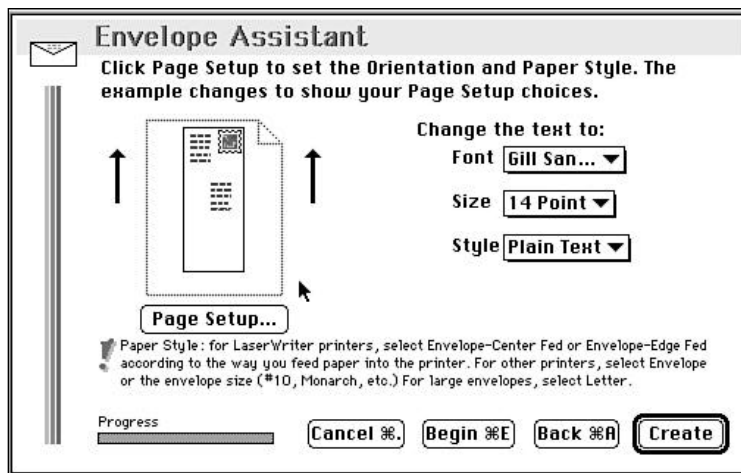 Envelope Assistant
Click Page Setup to set the Orientation and Paper Style. The
example changes to show your Page Setup choices.
Change the text to:
Font Gill San... ▼
Size 14 Point ▼
Style Plain Text ▼
Page Setup...
Paper Style: for LaserWriter printers, select Envelope-Center Fed or Envelope-Edge Fed
according to the way you feed paper into the printer. For other printers, select Envelope
or the envelope size (#10, Monarch, etc.) For large envelopes, select Letter.
Progress
Cancel ⌘. Begin ⌘E Back ⌘A Create